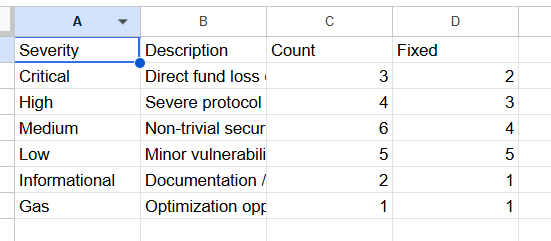 A B C D
Severity Description Count Fixed
Critical Direct fund loss 3 2
High Severe protocol 4 3
Medium Non-trivial secur 6 4
Low Minor vulnerabili 5 5
Informational Documentation / 2 1
Gas Optimization opp 1 1